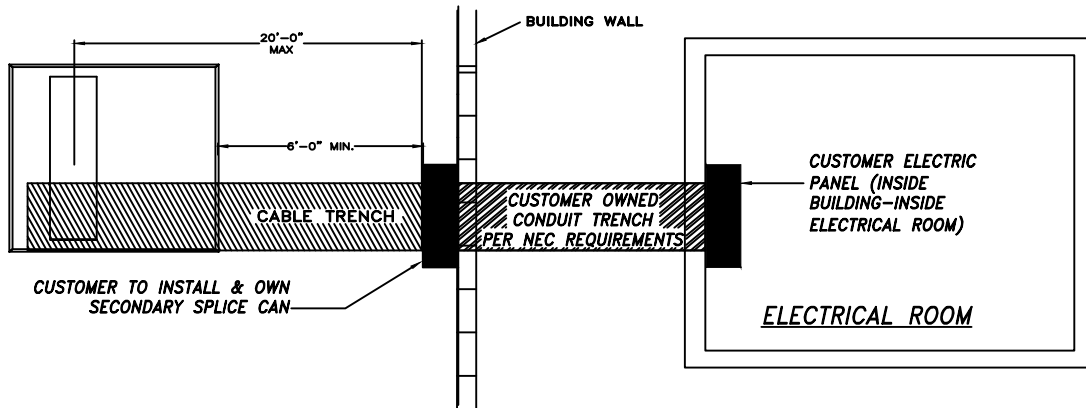 BUILDING WALL
20'-0"
MAX
6'-0" MIN.
CABLE TRENCH
CUSTOMER OWNED
CONDUIT TRENCH
PER NEC REQUIREMENTS
CUSTOMER ELECTRIC
PANEL (INSIDE
BUILDING-INSIDE
ELECTRICAL ROOM)
CUSTOMER TO INSTALL & OWN
SECONDARY SPLICE CAN
ELECTRICAL ROOM